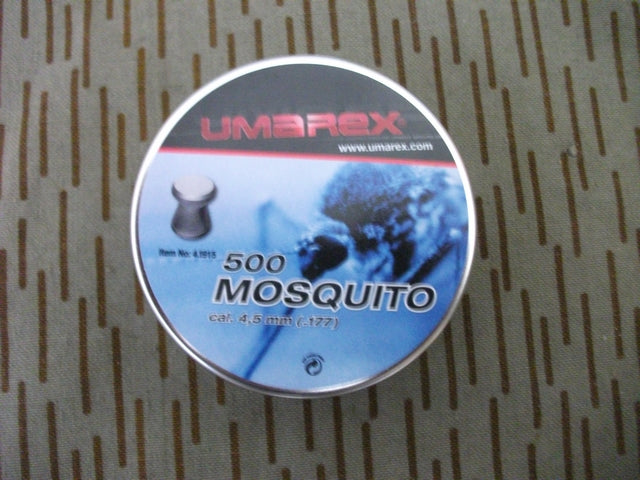 UMAREX
www.umarex.com
500
MOSQUITO
cal. 4,5 mm (.177)